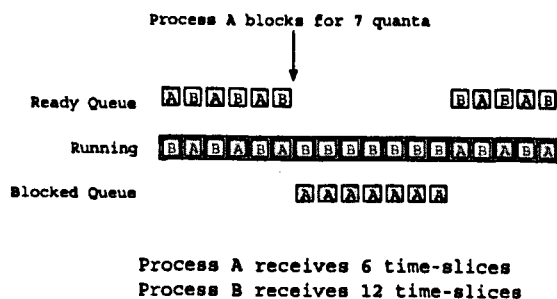 Process A blocks for 7 quanta
Ready Queue A B A B A B B A B A B
Running B A B A B A B B B B B B B A B A B A
Blocked Queue A A A A A A A
Process A receives 6 time-slices
Process B receives 12 time-slices